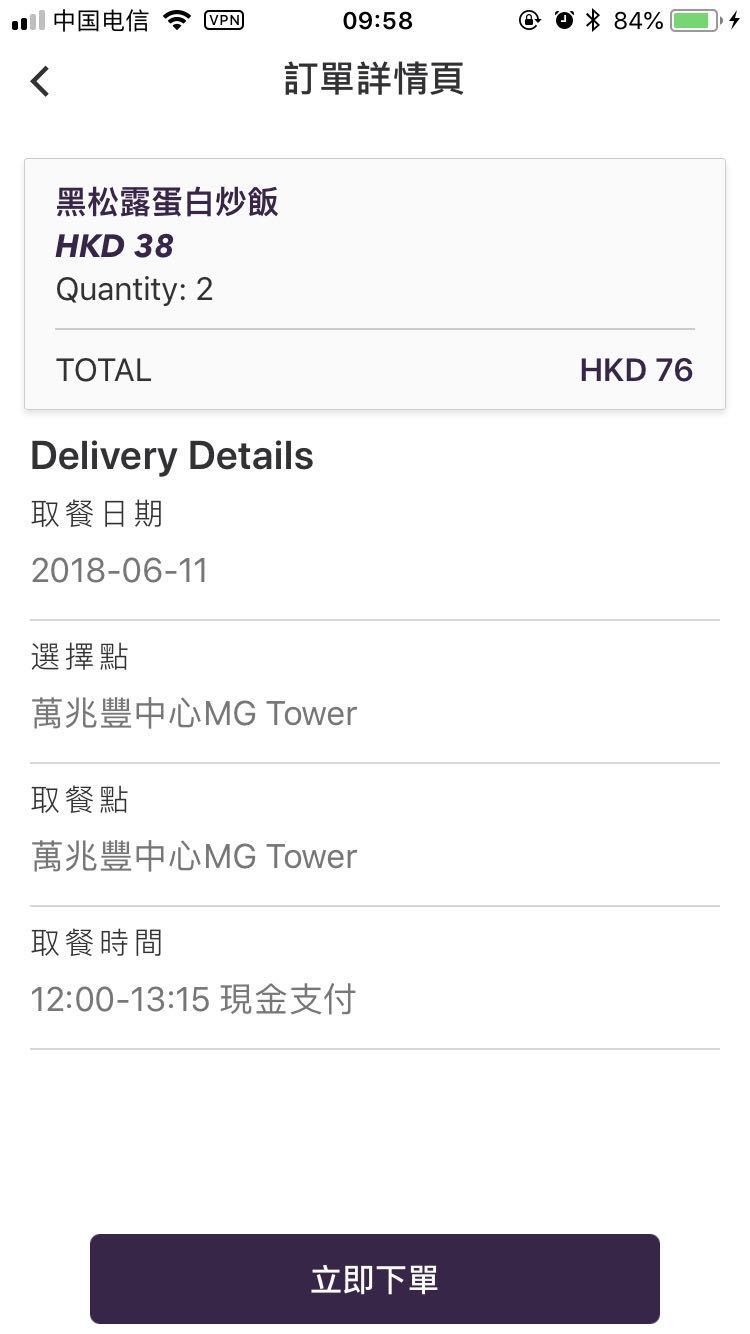 中国电信 VPN 09:58 84%
訂單詳情頁
黑松露蛋白炒飯
HKD 38
Quantity: 2
TOTAL HKD 76
Delivery Details
取餐日期
2018-06-11
選擇點
萬兆豐中心MG Tower
取餐點
萬兆豐中心MG Tower
取餐時間
12:00-13:15 現金支付
立即下單